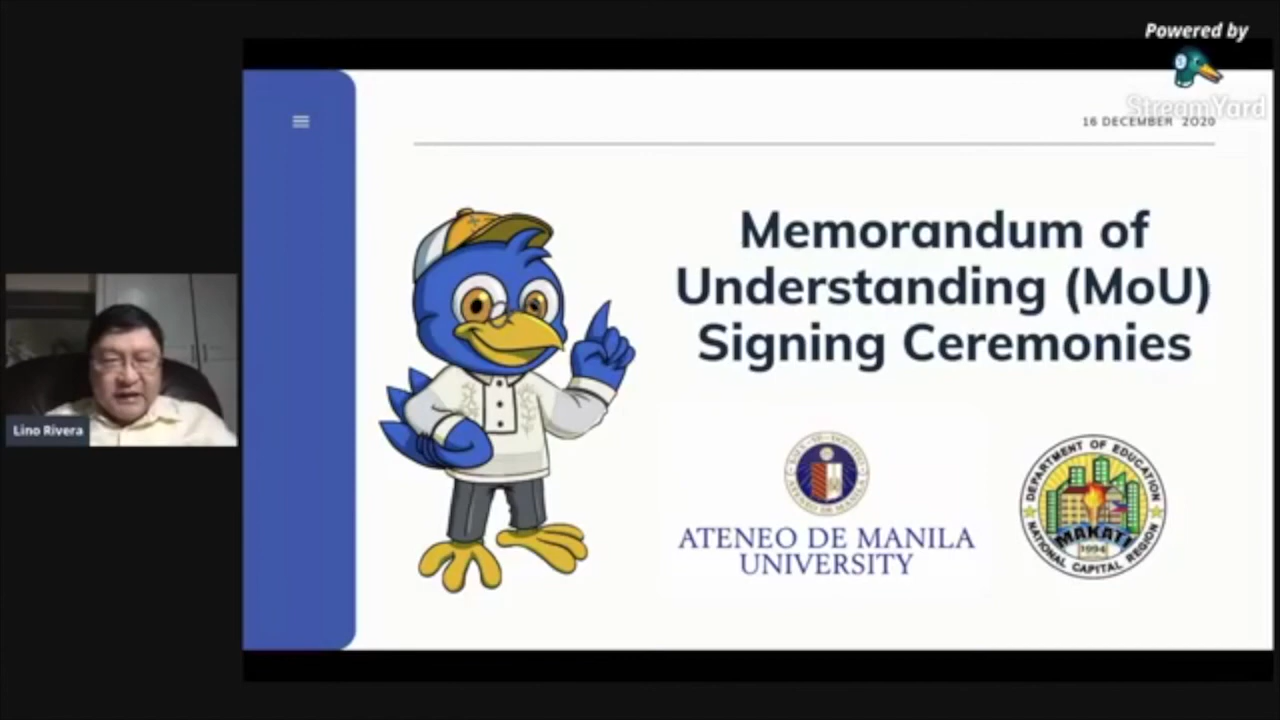 Powered by
StreamYard
16 DECEMBER 2020
Memorandum of
Understanding (MoU)
Signing Ceremonies
Lino Rivera
ATENEO DE MANILA
UNIVERSITY
DEPARTMENT OF EDUCATION
MAKATI
1994
NATIONAL CAPITAL REGION